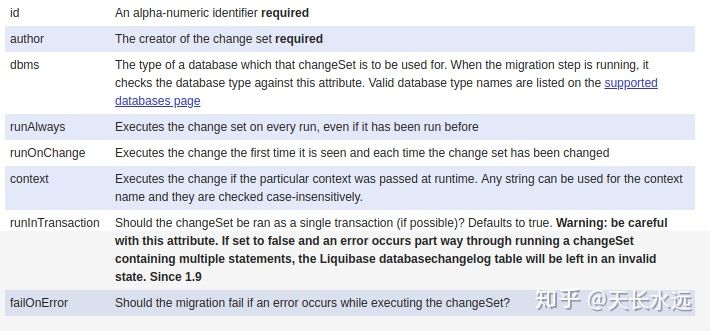 id An alpha-numeric identifier required
author The creator of the change set required
dbms The type of a database which that changeSet is to be used for. When the migration step is running, it
checks the database type against this attribute. Valid database type names are listed on the supported
databases page
runAlways Executes the change set on every run, even if it has been run before
runOnChange Executes the change the first time it is seen and each time the change set has been changed
context Executes the change if the particular context was passed at runtime. Any string can be used for the context
name and they are checked case-insensitively.
runInTransaction Should the changeSet be ran as a single transaction (if possible)? Defaults to true. Warning: be careful
with this attribute. If set to false and an error occurs part way through running a changeSet
containing multiple statements, the Liquibase databasechangelog table will be left in an invalid
state. Since 1.9
failOnError Should the migration fail if an error occurs while executing the changeSet?
知乎 @天长水远